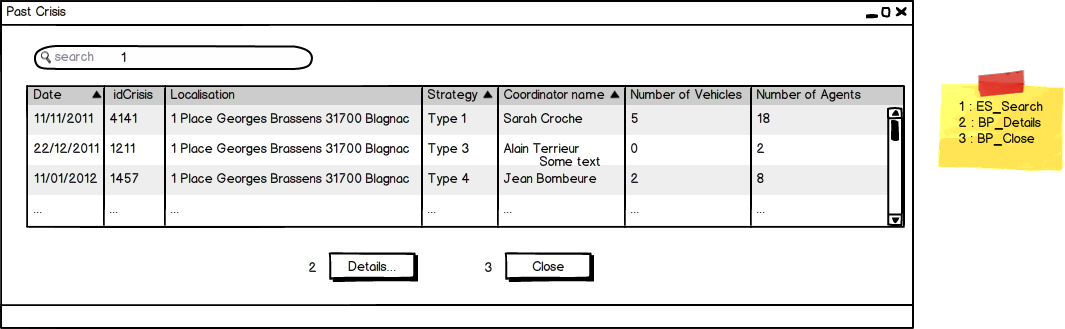 Past Crisis
search 1
Date idCrisis Localisation Strategy Coordinator name Number of Vehicles Number of Agents
11/11/2011 4141 1 Place Georges Brassens 31700 Blagnac Type 1 Sarah Croche 5 18
22/12/2011 1211 1 Place Georges Brassens 31700 Blagnac Type 3 Alain Terrieur 0 2
Some text
11/01/2012 1457 1 Place Georges Brassens 31700 Blagnac Type 4 Jean Bombeure 2 8
... ... ... ... ... ... ...
2 Details... 3 Close
1 : ES_Search
2 : BP_Details
3 : BP_Close